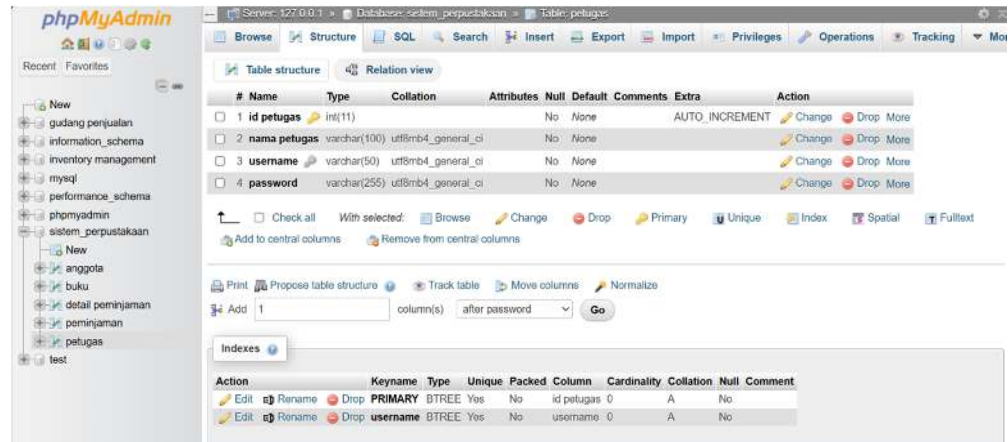 phpMyAdmin
Recent Favorites
New
gudang penjualan
information_schema
inventory management
mysql
performance_schema
phpmyadmin
sistem_perpustakaan
New
anggota
buku
detail peminjaman
peminjaman
petugas
test
Server: 127.0.0.1 » Database: sistem_perpustakaan » Table: petugas
Browse Structure SQL Search Insert Export Import Privileges Operations Tracking
Table structure Relation view
# Name Type Collation Attributes Null Default Comments Extra Action
1 id petugas int(11) No None AUTO_INCREMENT Change Drop More
2 nama petugas varchar(100) utf8mb4_general_ci No None Change Drop More
3 username varchar(50) utf8mb4_general_ci No None Change Drop More
4 password varchar(255) utf8mb4_general_ci No None Change Drop More
Check all With selected: Browse Change Drop Primary Unique Index Spatial Fulltext
Add to central columns Remove from central columns
Print Propose table structure Track table Move columns Normalize
Add 1 column(s) after password Go
Indexes
Action Keyname Type Unique Packed Column Cardinality Collation Null Comment
Edit Rename Drop PRIMARY BTREE Yes No id petugas 0 A No
Edit Rename Drop username BTREE Yes No username 0 A No